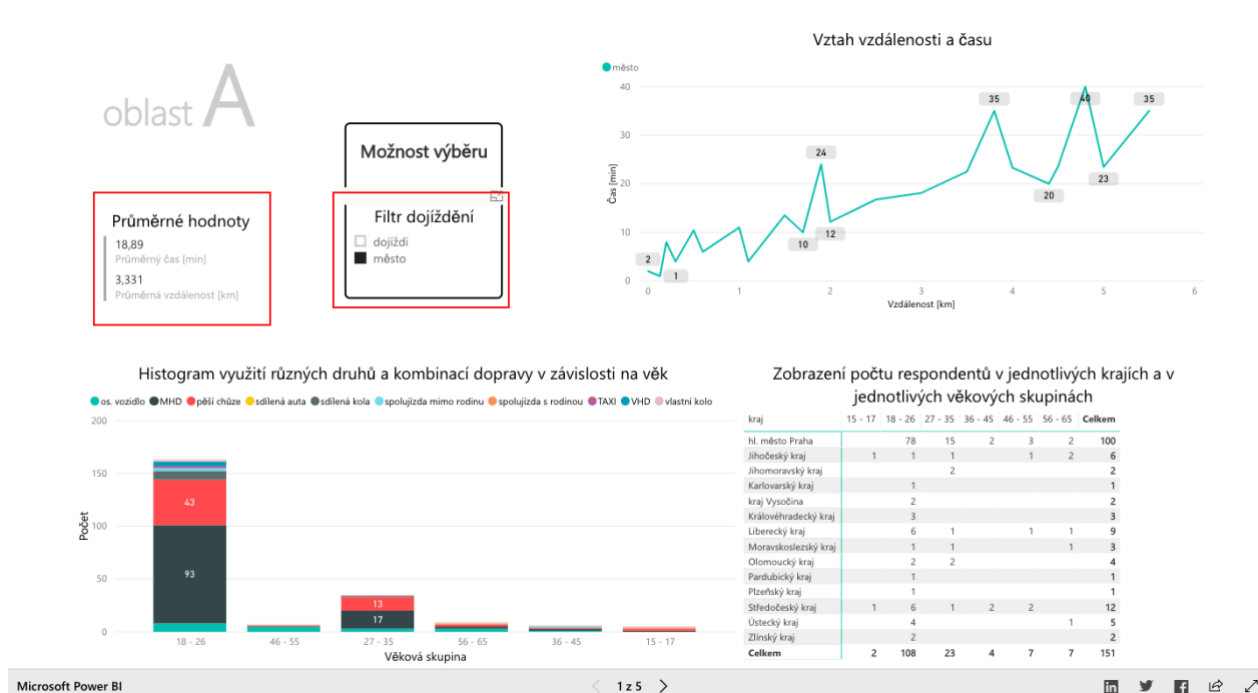 oblast A
Průměrné hodnoty
18,89
Průměrný čas [min]
3,331
Průměrná vzdálenost [km]
Možnost výběru
Filtr dojíždění
dojíždí
město
Vztah vzdálenosti a času
město
40
30
20
10
0
Čas [min]
2
1
10
24
12
35
20
40
23
35
0 1 2 3 4 5 6
Vzdálenost [km]
Histogram využití různých druhů a kombinací dopravy v závislosti na věk
os. vozidlo MHD pěší chůze sdílená auta sdílená kola spolujízda mimo rodinu spolujízda s rodinou TAXI VHD vlastní kolo
200
150
100
50
0
Počet
43
93
13
17
18 - 26 46 - 55 27 - 35 56 - 65 36 - 45 15 - 17
Věková skupina
Zobrazení počtu respondentů v jednotlivých krajích a v
jednotlivých věkových skupinách
kraj 15 - 17 18 - 26 27 - 35 36 - 45 46 - 55 56 - 65 Celkem
hl. město Praha 78 15 2 3 2 100
Jihočeský kraj 1 1 1 1 2 6
Jihomoravský kraj 2 2
Karlovarský kraj 1 1
kraj Vysočina 2 2
Královéhradecký kraj 3 3
Liberecký kraj 6 1 1 1 9
Moravskoslezský kraj 1 1 1 3
Olomoucký kraj 2 2 4
Pardubický kraj 1 1
Plzeňský kraj 1 1
Středočeský kraj 1 6 1 2 2 12
Ústecký kraj 4 1 5
Zlínský kraj 2 2
Celkem 2 108 23 4 7 7 151
Microsoft Power BI
1 z 5